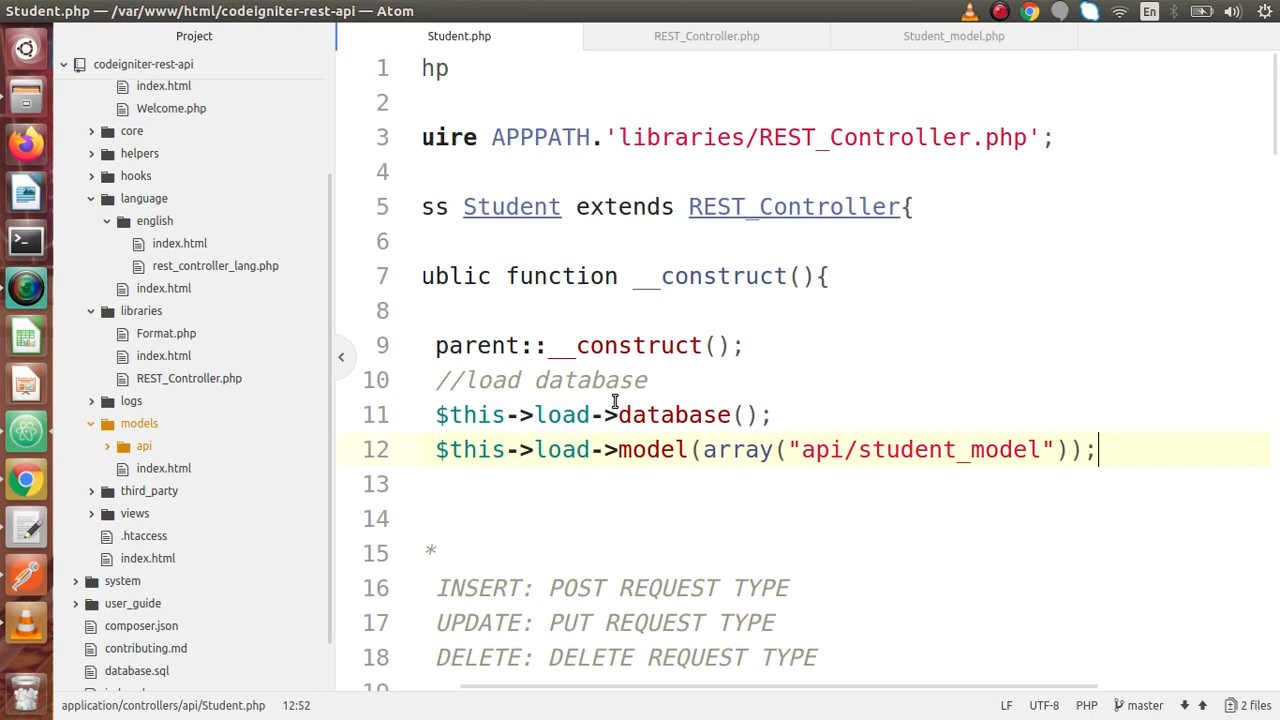 Student.php — /var/www/html/codeigniter-rest-api — Atom
En
Project
codeigniter-rest-api
index.html
Welcome.php
core
helpers
hooks
language
english
index.html
rest_controller_lang.php
index.html
libraries
Format.php
index.html
REST_Controller.php
logs
models
api
index.html
third_party
views
.htaccess
index.html
system
user_guide
composer.json
contributing.md
database.sql
Student.php
REST_Controller.php
Student_model.php
1 hp
2
3 uire APPPATH.'libraries/REST_Controller.php';
4
5 ss Student extends REST_Controller{
6
7 ublic function __construct(){
8
9 parent::__construct();
10 //load database
11 $this->load->database();
12 $this->load->model(array("api/student_model"));
13
14
15 *
16 INSERT: POST REQUEST TYPE
17 UPDATE: PUT REQUEST TYPE
18 DELETE: DELETE REQUEST TYPE
application/controllers/api/Student.php 12:52 LF UTF-8 PHP master 2 files